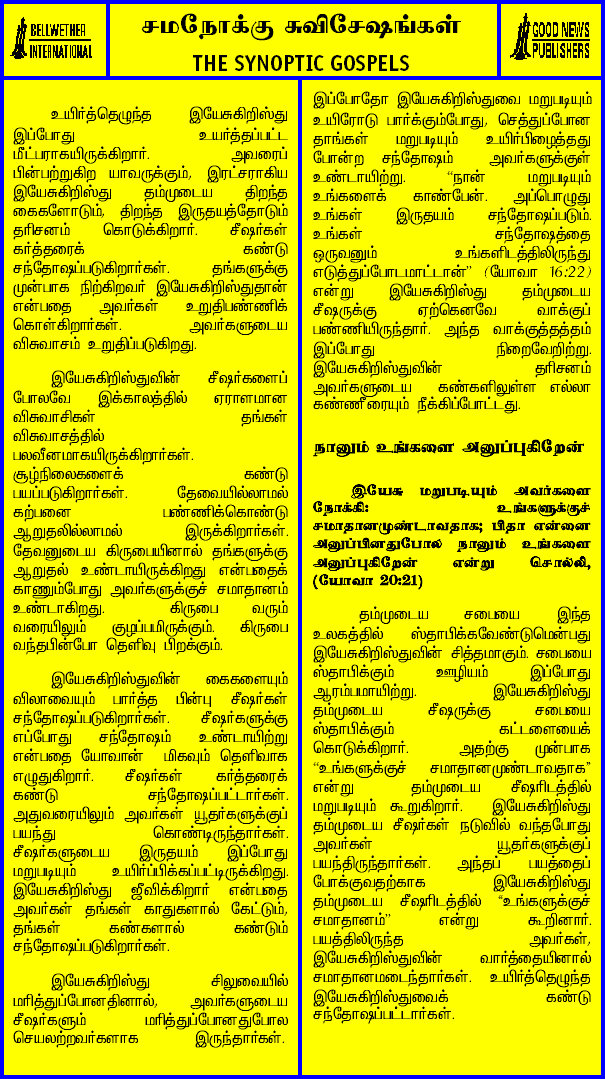 BELLWETHER
INTERNATIONAL
சமநோக்கு சுவிசேஷங்கள்
THE SYNOPTIC GOSPELS
GOOD NEWS
PUBLISHERS
உயிர்த்தெழுந்த இயேசுகிறிஸ்து
இப்போது உயர்த்தப்பட்ட
மீட்பராகயிருக்கிறார். அவரைப்
பின்பற்றுகிற யாவருக்கும், இரட்சராகிய
இயேசுகிறிஸ்து தம்முடைய திறந்த
கைகளோடும், திறந்த இருதயத்தோடும்
தரிசனம் கொடுக்கிறார். சீஷர்கள்
கர்த்தரைக் கண்டு
சந்தோஷப்படுகிறார்கள். தங்களுக்கு
முன்பாக நிற்கிறவர் இயேசுகிறிஸ்துதான்
என்பதை அவர்கள் உறுதிபண்ணிக்
கொள்கிறார்கள். அவர்களுடைய
விசுவாசம் உறுதிப்படுகிறது.
இயேசுகிறிஸ்துவின் சீஷர்களைப்
போலவே இக்காலத்தில் ஏராளமான
விசுவாசிகள் தங்கள்
விசுவாசத்தில்
பலவீனமாகயிருக்கிறார்கள்.
சூழ்நிலைகளைக் கண்டு
பயப்படுகிறார்கள். தேவையில்லாமல்
கற்பனை பண்ணிக்கொண்டு
ஆறுதலில்லாமல் இருக்கிறார்கள்.
தேவனுடைய கிருபையினால் தங்களுக்கு
ஆறுதல் உண்டாயிருக்கிறது என்பதைக்
காணும்போது அவர்களுக்குச் சமாதானம்
உண்டாகிறது. கிருபை வரும்
வரையிலும் குழப்பமிருக்கும். கிருபை
வந்தபின்போ தெளிவு பிறக்கும்.
இயேசுகிறிஸ்துவின் கைகளையும்
விலாவையும் பார்த்த பின்பு சீஷர்கள்
சந்தோஷப்படுகிறார்கள். சீஷர்களுக்கு
எப்போது சந்தோஷம் உண்டாயிற்று
என்பதை யோவான் மிகவும் தெளிவாக
எழுதுகிறார். சீஷர்கள் கர்த்தரைக்
கண்டு சந்தோஷப்பட்டார்கள்.
அதுவரையிலும் அவர்கள் யூதர்களுக்குப்
பயந்து கொண்டிருந்தார்கள்.
சீஷர்களுடைய இருதயம் இப்போது
மறுபடியும் உயிர்ப்பிக்கப்பட்டிருக்கிறது.
இயேசுகிறிஸ்து ஜீவிக்கிறார் என்பதை
அவர்கள் தங்கள் காதுகளால் கேட்டும்,
தங்கள் கண்களால் கண்டும்
சந்தோஷப்படுகிறார்கள்.
இயேசுகிறிஸ்து சிலுவையில்
மரித்துப்போனதினால், அவர்களுடைய
சீஷர்களும் மரித்துப்போனதுபோல
செயலற்றவர்களாக இருந்தார்கள்.
இப்போதோ இயேசுகிறிஸ்துவை மறுபடியும்
உயிரோடு பார்க்கும்போது, செத்துப்போன
தாங்கள் மறுபடியும் உயிர்பிழைத்தது
போன்ற சந்தோஷம் அவர்களுக்குள்
உண்டாயிற்று. “நான் மறுபடியும்
உங்களைக் காண்பேன். அப்பொழுது
உங்கள் இருதயம் சந்தோஷப்படும்.
உங்கள் சந்தோஷத்தை
ஒருவனும் உங்களிடத்திலிருந்து
எடுத்துப்போடமாட்டான்” (யோவா 16:22)
என்று இயேசுகிறிஸ்து தம்முடைய
சீஷருக்கு ஏற்கெனவே வாக்குப்
பண்ணியிருந்தார். அந்த வாக்குத்தத்தம்
இப்போது நிறைவேறிற்று.
இயேசுகிறிஸ்துவின் தரிசனம்
அவர்களுடைய கண்களிலுள்ள எல்லா
கண்ணீரையும் நீக்கிப்போட்டது.
நானும் உங்களை அனுப்புகிறேன்
இயேசு மறுபடியும் அவர்களை
நோக்கி: உங்களுக்குச்
சமாதானமுண்டாவதாக; பிதா என்னை
அனுப்பினதுபோல நானும் உங்களை
அனுப்புகிறேன் என்று சொல்லி,
(யோவா 20:21)
தம்முடைய சபையை இந்த
உலகத்தில் ஸ்தாபிக்கவேண்டுமென்பது
இயேசுகிறிஸ்துவின் சித்தமாகும். சபையை
ஸ்தாபிக்கும் ஊழியம் இப்போது
ஆரம்பமாயிற்று. இயேசுகிறிஸ்து
தம்முடைய சீஷருக்கு சபையை
ஸ்தாபிக்கும் கட்டளையைக்
கொடுக்கிறார். அதற்கு முன்பாக
“உங்களுக்குச் சமாதானமுண்டாவதாக”
என்று தம்முடைய சீஷரிடத்தில்
மறுபடியும் கூறுகிறார். இயேசுகிறிஸ்து
தம்முடைய சீஷர்கள் நடுவில் வந்தபோது
அவர்கள் யூதர்களுக்குப்
பயந்திருந்தார்கள். அந்தப் பயத்தைப்
போக்குவதற்காக இயேசுகிறிஸ்து
தம்முடைய சீஷரிடத்தில் “உங்களுக்குச்
சமாதானம்” என்று கூறினார்.
பயத்திலிருந்த அவர்கள்,
இயேசுகிறிஸ்துவின் வார்த்தையினால்
சமாதானமடைந்தார்கள். உயிர்த்தெழுந்த
இயேசுகிறிஸ்துவைக் கண்டு
சந்தோஷப்பட்டார்கள்.